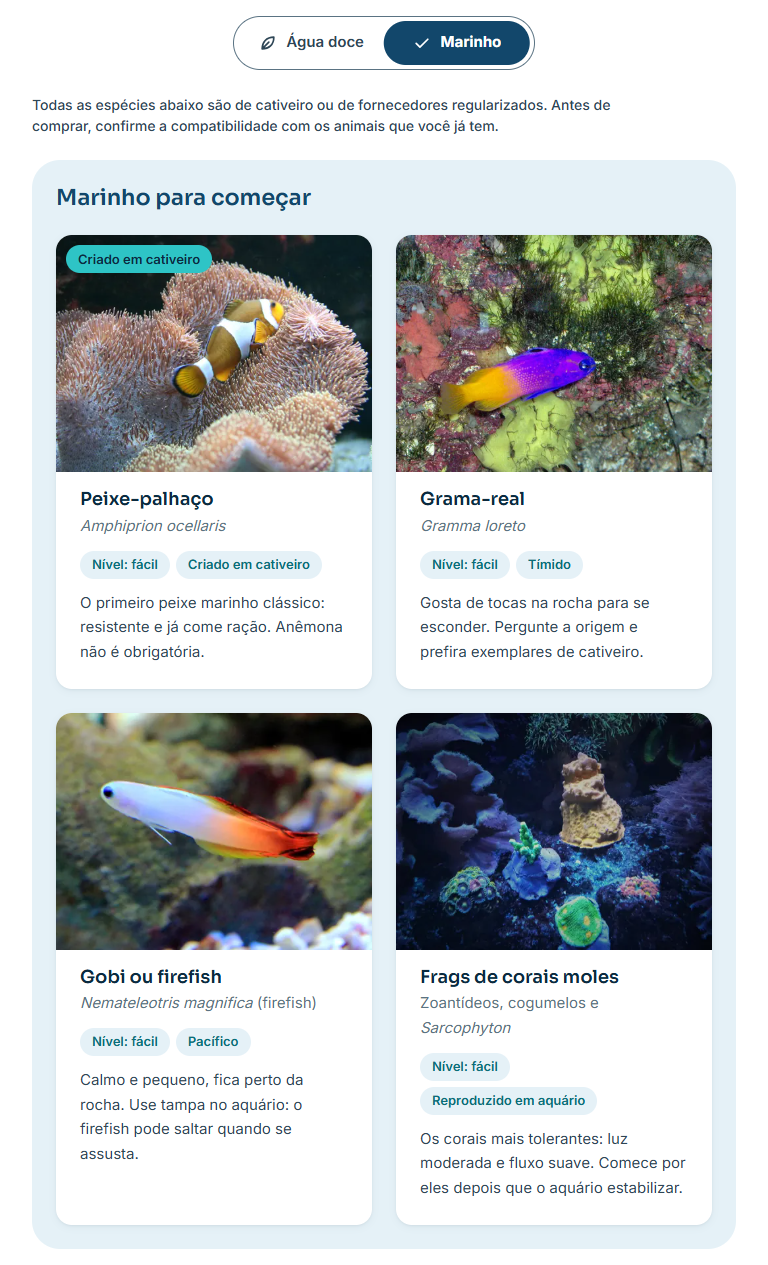 Água doce
Marinho
Todas as espécies abaixo são de cativeiro ou de fornecedores regularizados. Antes de
comprar, confirme a compatibilidade com os animais que você já tem.
Marinho para começar
Criado em cativeiro
Peixe-palhaço
Amphiprion ocellaris
Nível: fácil
Criado em cativeiro
O primeiro peixe marinho clássico:
resistente e já come ração. Anêmona
não é obrigatória.
Grama-real
Gramma loreto
Nível: fácil
Tímido
Gosta de tocas na rocha para se
esconder. Pergunte a origem e
prefira exemplares de cativeiro.
Gobi ou firefish
Nemateleotris magnifica (firefish)
Nível: fácil
Pacífico
Calmo e pequeno, fica perto da
rocha. Use tampa no aquário: o
firefish pode saltar quando se
assusta.
Frags de corais moles
Zoantídeos, cogumelos e
Sarcophyton
Nível: fácil
Reproduzido em aquário
Os corais mais tolerantes: luz
moderada e fluxo suave. Comece por
eles depois que o aquário estabilizar.